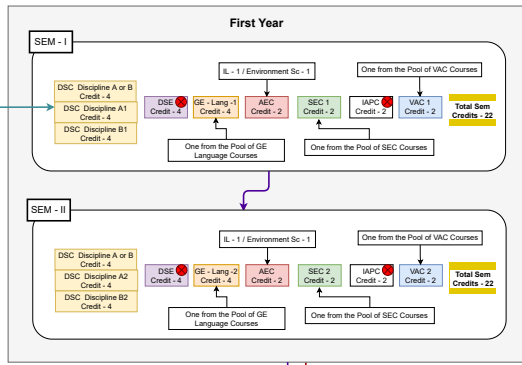 First Year
SEM - I
IL - 1 / Environment Sc - 1
One from the Pool of VAC Courses
DSC Discipline A or B
Credit - 4
DSC Discipline A1
Credit - 4
DSC Discipline B1
Credit - 4
DSE
Credit - 4
GE - Lang -1
Credit - 4
AEC
Credit - 2
SEC 1
Credit - 2
IAPC
Credit - 2
VAC 1
Credit - 2
Total Sem
Credits - 22
One from the Pool of GE
Language Courses
One from the Pool of SEC Courses
SEM - II
IL - 1 / Environment Sc - 1
One from the Pool of VAC Courses
DSC Discipline A or B
Credit - 4
DSC Discipline A2
Credit - 4
DSC Discipline B2
Credit - 4
DSE
Credit - 4
GE - Lang -2
Credit - 4
AEC
Credit - 2
SEC 2
Credit - 2
IAPC
Credit - 2
VAC 2
Credit - 2
Total Sem
Credits - 22
One from the Pool of GE
Language Courses
One from the Pool of SEC Courses